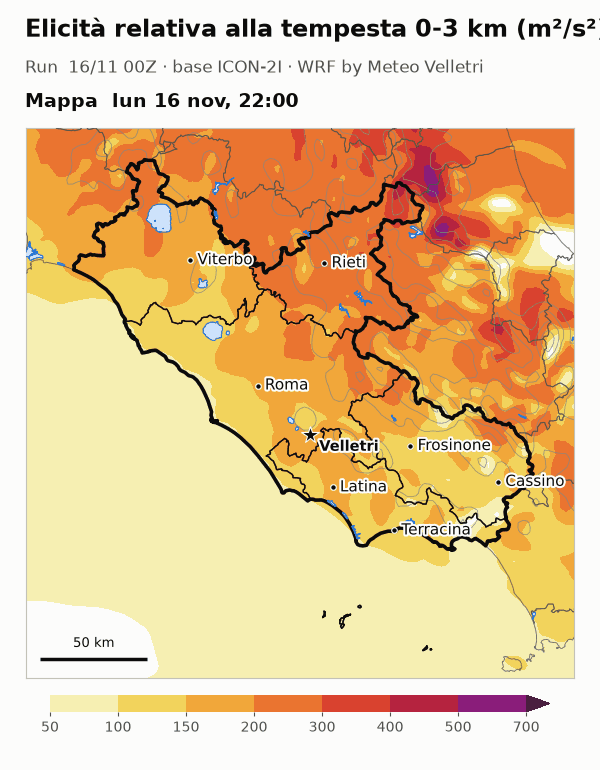 Elicità relativa alla tempesta 0-3 km (m²/s²)
Run 16/11 00Z · base ICON-2I · WRF by Meteo Velletri
Mappa lun 16 nov, 22:00
Viterbo
Rieti
Roma
Velletri
Frosinone
Cassino
Latina
Terracina
50 km
50 100 150 200 300 400 500 700